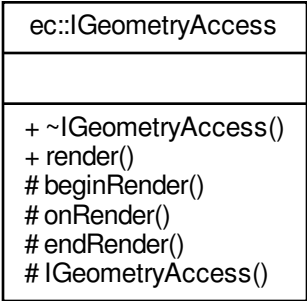 ec::IGeometryAccess
+ ~IGeometryAccess()
+ render()
# beginRender()
# onRender()
# endRender()
# IGeometryAccess()